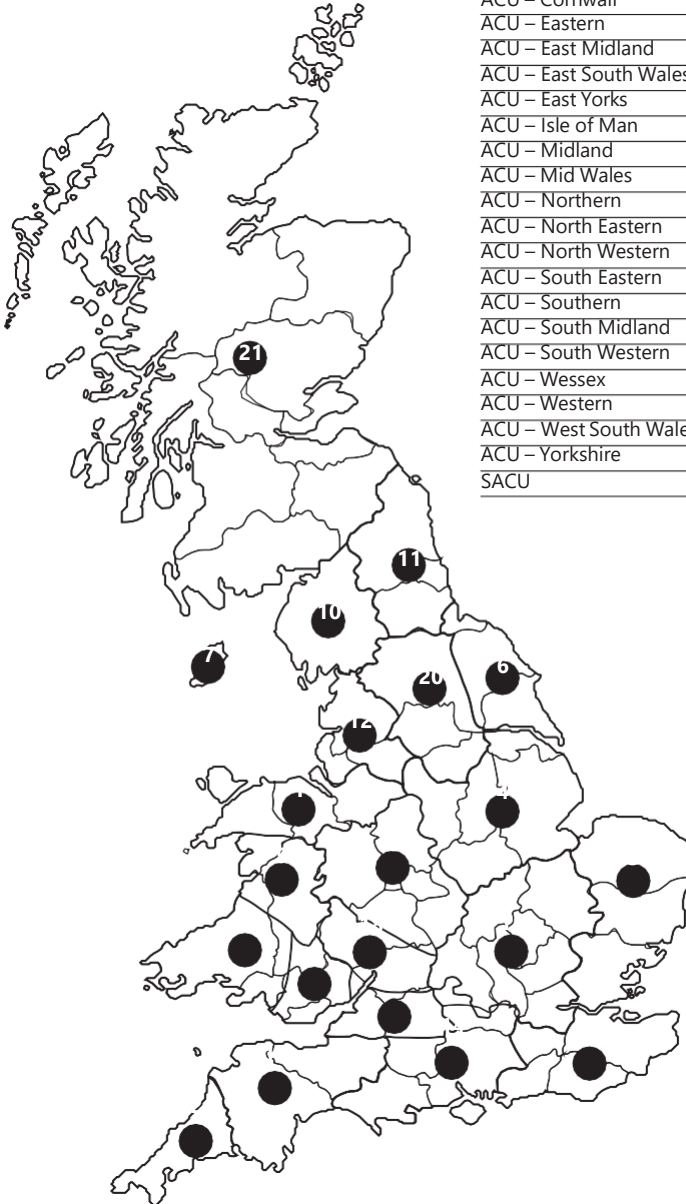 ACU – Cornwall
ACU – Eastern
ACU – East Midland
ACU – East South Wales
ACU – East Yorks
ACU – Isle of Man
ACU – Midland
ACU – Mid Wales
ACU – Northern
ACU – North Eastern
ACU – North Western
ACU – South Eastern
ACU – Southern
ACU – South Midland
ACU – South Western
ACU – Wessex
ACU – Western
ACU – West South Wale
ACU – Yorkshire
SACU
21
11
10
7
20
6
12